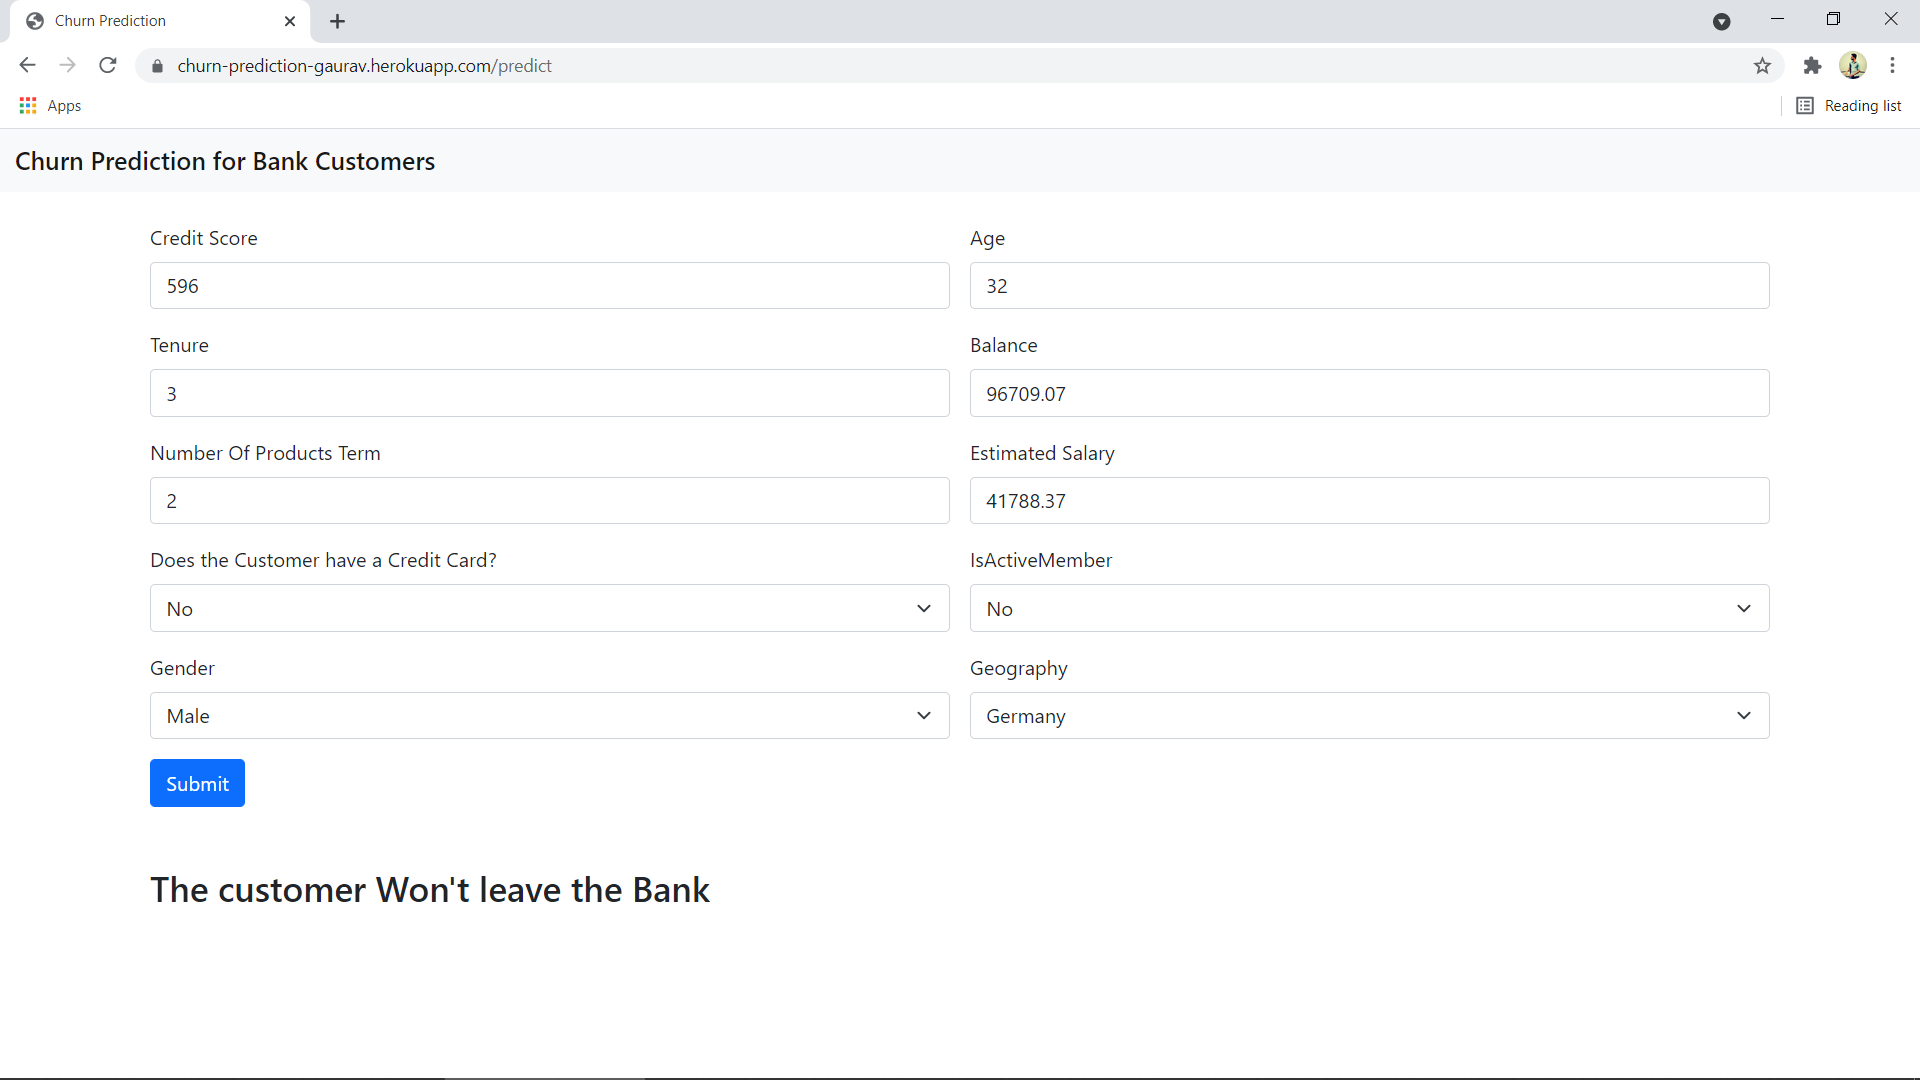 Churn Prediction
churn-prediction-gaurav.herokuapp.com/predict
Apps
Reading list
Churn Prediction for Bank Customers
Credit Score
Age
596
32
Tenure
Balance
3
96709.07
Number Of Products Term
Estimated Salary
2
41788.37
Does the Customer have a Credit Card?
IsActiveMember
No
No
Gender
Geography
Male
Germany
Submit
The customer Won't leave the Bank